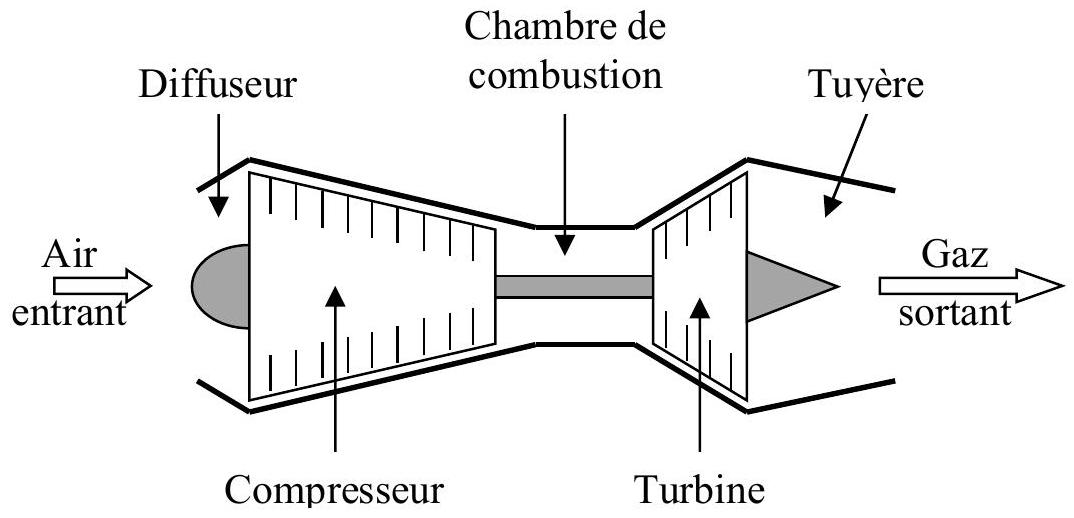 Chambre de
combustion
Diffuseur
Tuyère
Air
entrant
Gaz
sortant
Compresseur
Turbine